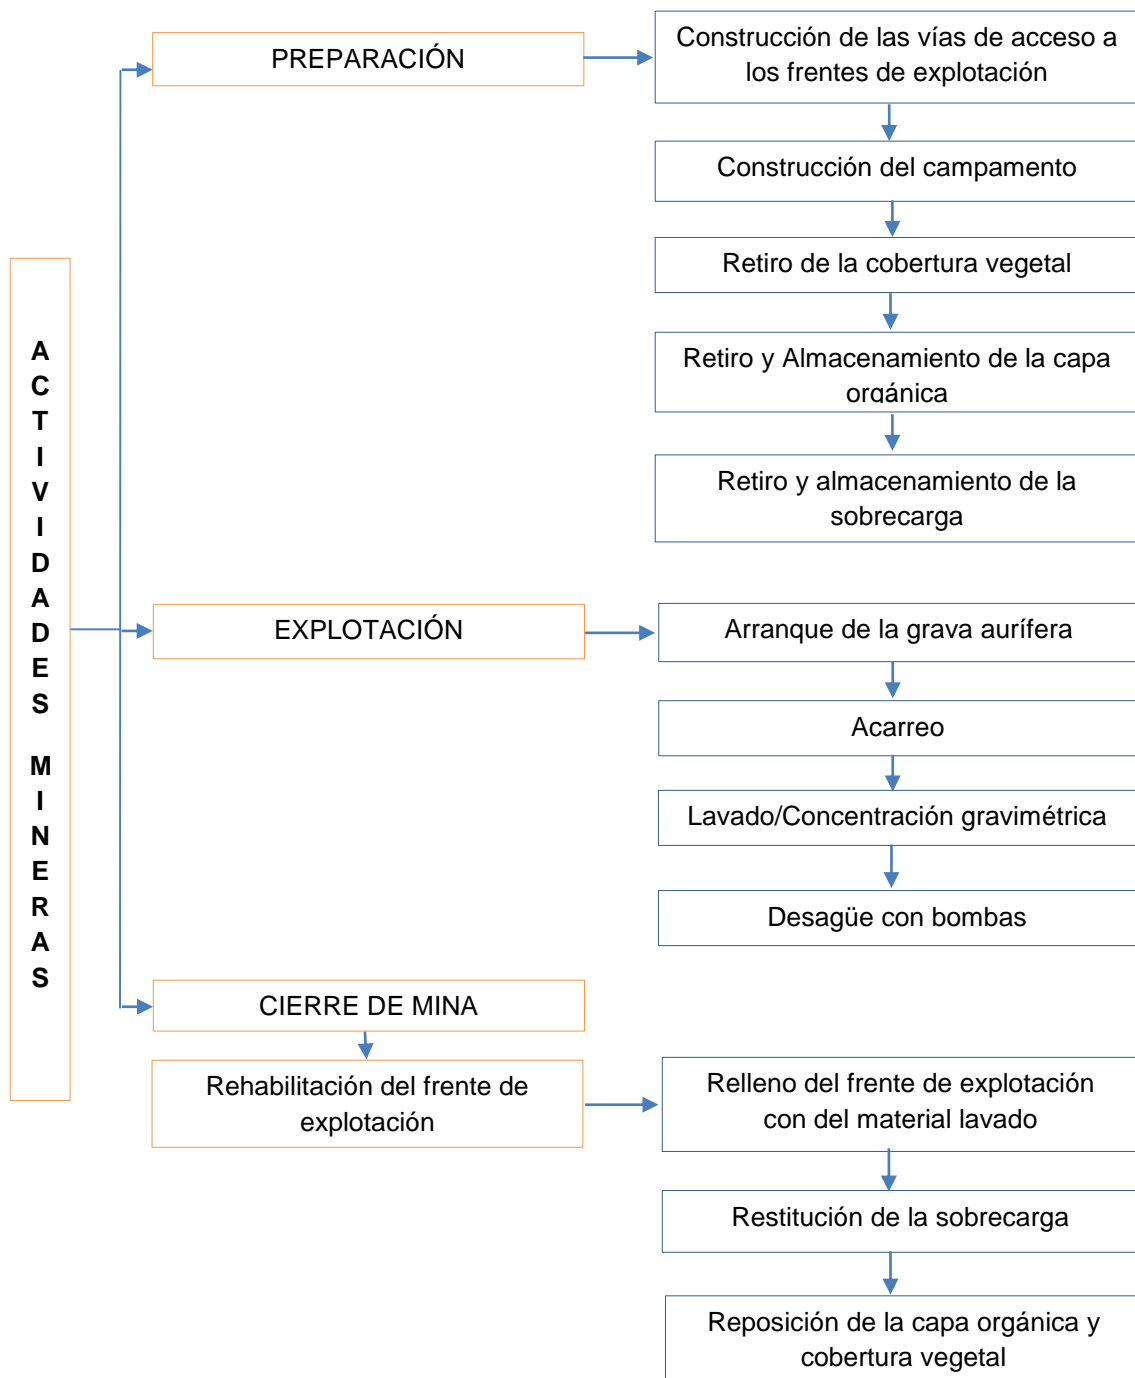 ACTIVIDADES MINERAS
PREPARACIÓN
Construcción de las vías de acceso a
los frentes de explotación
Construcción del campamento
Retiro de la cobertura vegetal
Retiro y Almacenamiento de la capa
orgánica
Retiro y almacenamiento de la
sobrecarga
EXPLOTACIÓN
Arranque de la grava aurífera
Acarreo
Lavado/Concentración gravimétrica
Desagüe con bombas
CIERRE DE MINA
Rehabilitación del frente de
explotación
Relleno del frente de explotación
con del material lavado
Restitución de la sobrecarga
Reposición de la capa orgánica y
cobertura vegetal